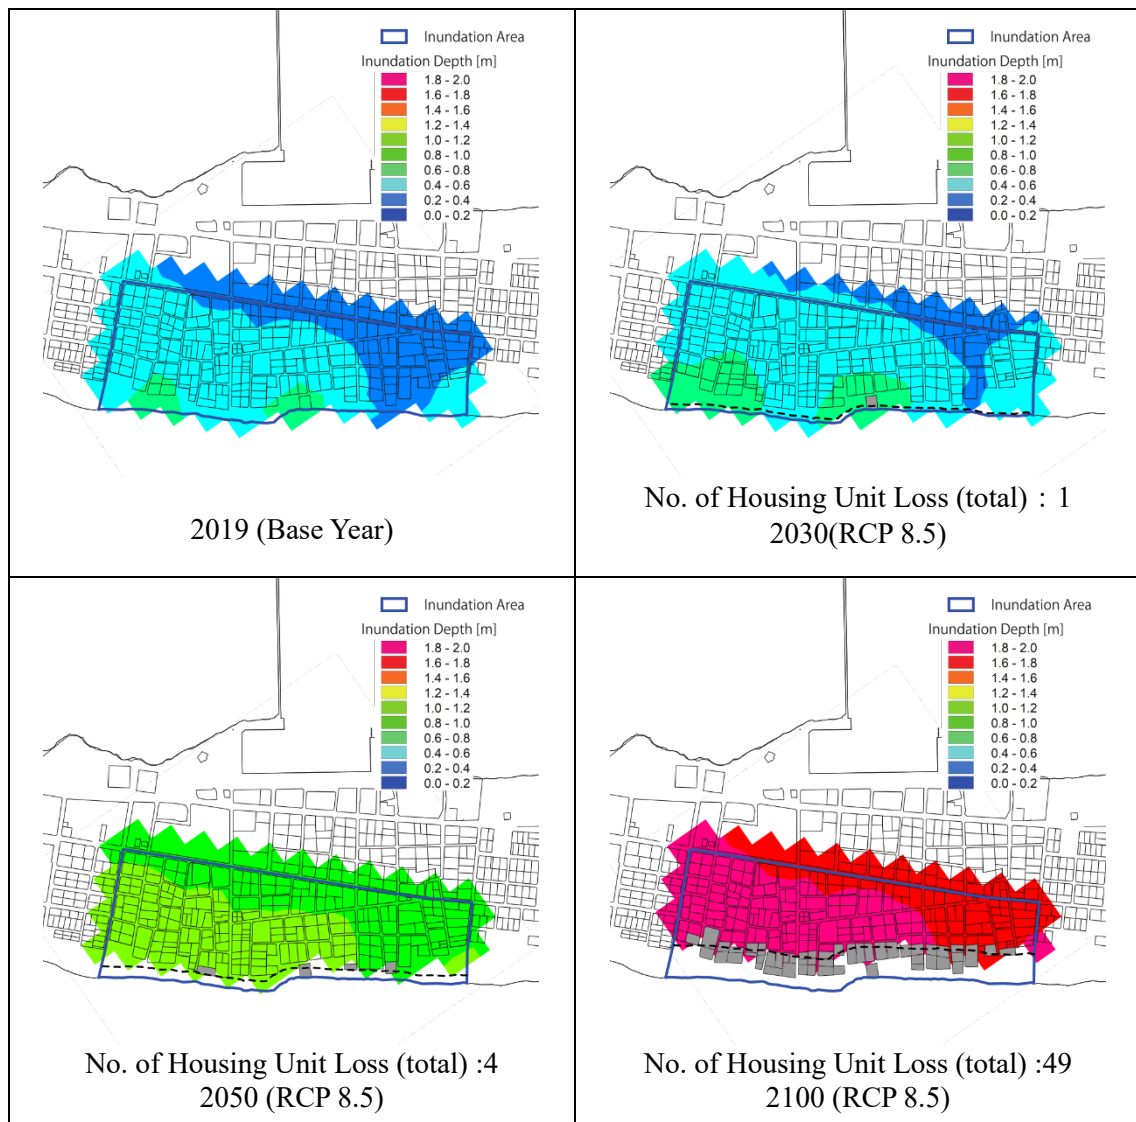 Inundation Area
Inundation Depth [m]
1.8 - 2.0
1.6 - 1.8
1.4 - 1.6
1.2 - 1.4
1.0 - 1.2
0.8 - 1.0
0.6 - 0.8
0.4 - 0.6
0.2 - 0.4
0.0 - 0.2
2019 (Base Year)
Inundation Area
Inundation Depth [m]
1.8 - 2.0
1.6 - 1.8
1.4 - 1.6
1.2 - 1.4
1.0 - 1.2
0.8 - 1.0
0.6 - 0.8
0.4 - 0.6
0.2 - 0.4
0.0 - 0.2
No. of Housing Unit Loss (total) : 1
2030(RCP 8.5)
Inundation Area
Inundation Depth [m]
1.8 - 2.0
1.6 - 1.8
1.4 - 1.6
1.2 - 1.4
1.0 - 1.2
0.8 - 1.0
0.6 - 0.8
0.4 - 0.6
0.2 - 0.4
0.0 - 0.2
No. of Housing Unit Loss (total) :4
2050 (RCP 8.5)
Inundation Area
Inundation Depth [m]
1.8 - 2.0
1.6 - 1.8
1.4 - 1.6
1.2 - 1.4
1.0 - 1.2
0.8 - 1.0
0.6 - 0.8
0.4 - 0.6
0.2 - 0.4
0.0 - 0.2
No. of Housing Unit Loss (total) :49
2100 (RCP 8.5)